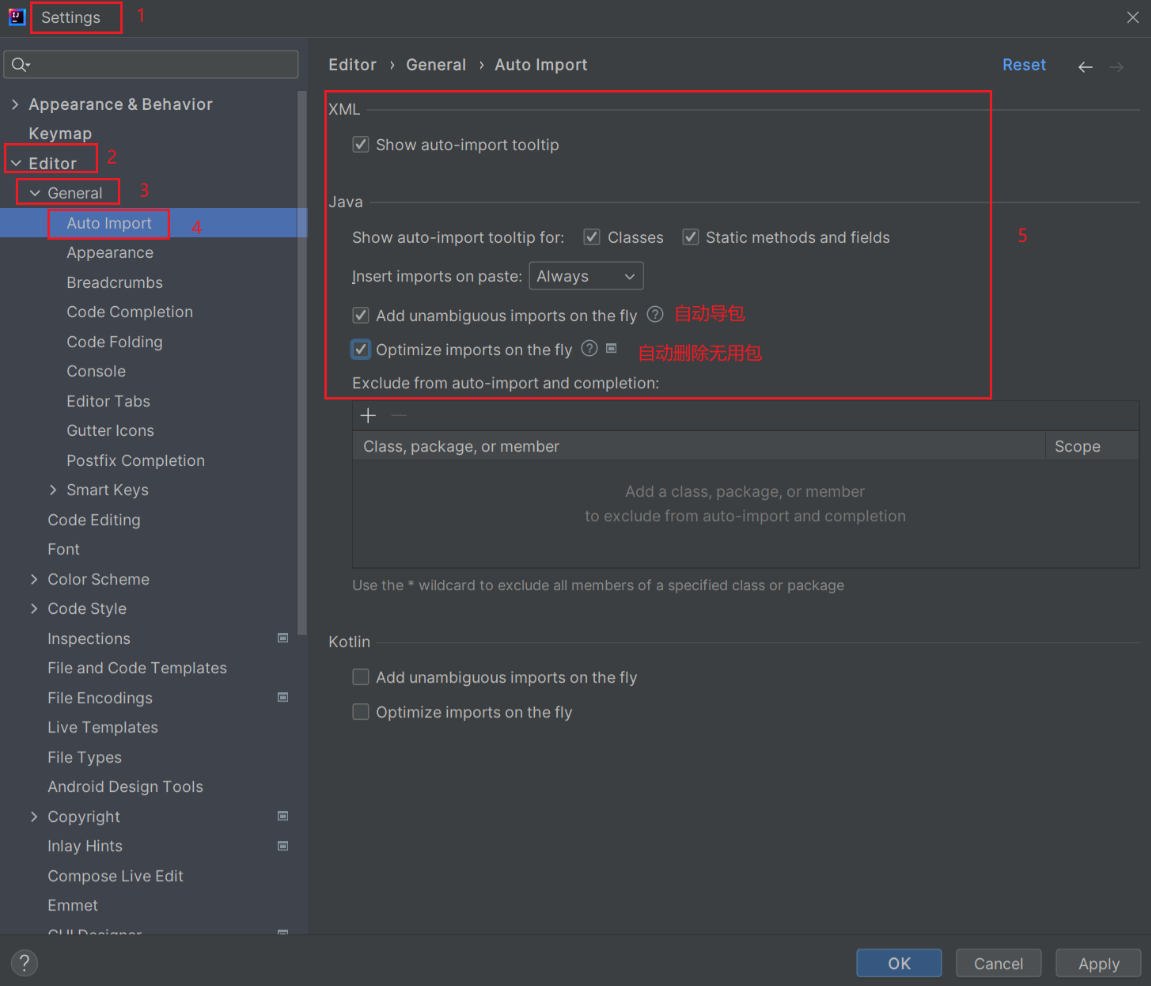 Settings 1
Editor › General › Auto Import Reset
Appearance & Behavior
Keymap
Editor 2
General 3
Auto Import 4
Appearance
Breadcrumbs
Code Completion
Code Folding
Console
Editor Tabs
Gutter Icons
Postfix Completion
Smart Keys
Code Editing
Font
Color Scheme
Code Style
Inspections
File and Code Templates
File Encodings
Live Templates
File Types
Android Design Tools
Copyright
Inlay Hints
Compose Live Edit
Emmet
GUI Designer
XML
Show auto-import tooltip
Java
Show auto-import tooltip for: Classes Static methods and fields 5
Insert imports on paste: Always
Add unambiguous imports on the fly ? 自动导包
Optimize imports on the fly ? 自动删除无用包
Exclude from auto-import and completion:
Class, package, or member Scope
Add a class, package, or member
to exclude from auto-import and completion
Use the * wildcard to exclude all members of a specified class or package
Kotlin
Add unambiguous imports on the fly
Optimize imports on the fly
? OK Cancel Apply